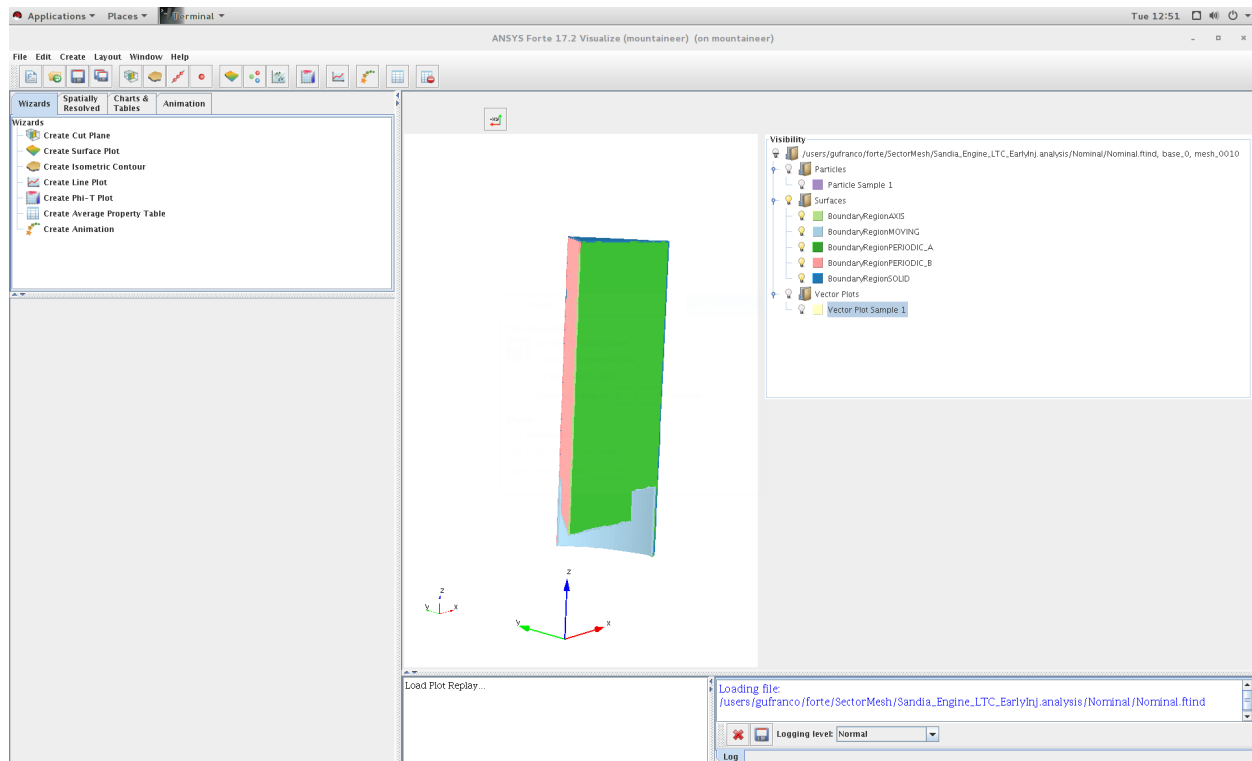 Applications Places Terminal Tue 12:51
ANSYS Forte 17.2 Visualize (mountaineer) (on mountaineer)
File Edit Create Layout Window Help
Wizards
Spatially Resolved
Charts & Tables
Animation
Wizards
Create Cut Plane
Create Surface Plot
Create Isometric Contour
Create Line Plot
Create Phi-T Plot
Create Average Property Table
Create Animation
Visibility
/users/gufranco/forte/SectorMesh/Sandia_Engine_LTC_EarlyInj.analysis/Nominal/Nominal.ftind, base_0, mesh_0010
Particles
Particle Sample 1
Surfaces
BoundaryRegionAXIS
BoundaryRegionMOVING
BoundaryRegionPERIODIC_A
BoundaryRegionPERIODIC_B
BoundaryRegionSOLID
Vector Plots
Vector Plot Sample 1
z
y x
z
y x
Load Plot Replay...
Loading file:
/users/gufranco/forte/SectorMesh/Sandia_Engine_LTC_EarlyInj.analysis/Nominal/Nominal.ftind
Logging level: Normal
Log